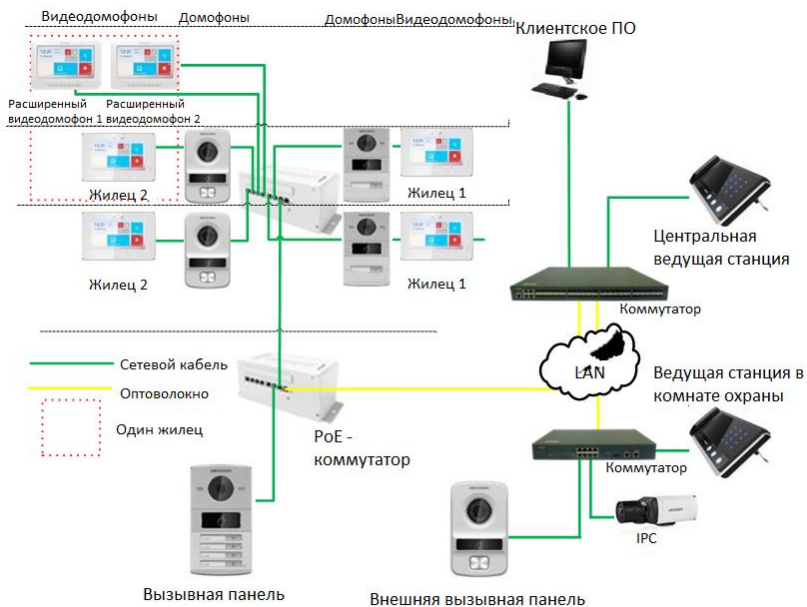 Видеодомофоны Домофоны Домофоны Видеодомофоны
Клиентское ПО
Расширенный
видеодомофон 1
Расширенный
видеодомофон 2
Жилец 2
Жилец 1
Жилец 2
Жилец 1
Центральная
ведущая станция
Коммутатор
LAN
Сетевой кабель
Оптоволокно
Один жилец
PoE -
коммутатор
Ведущая станция в
комнате охраны
Коммутатор
IPC
Вызывная панель
Внешняя вызывная панель